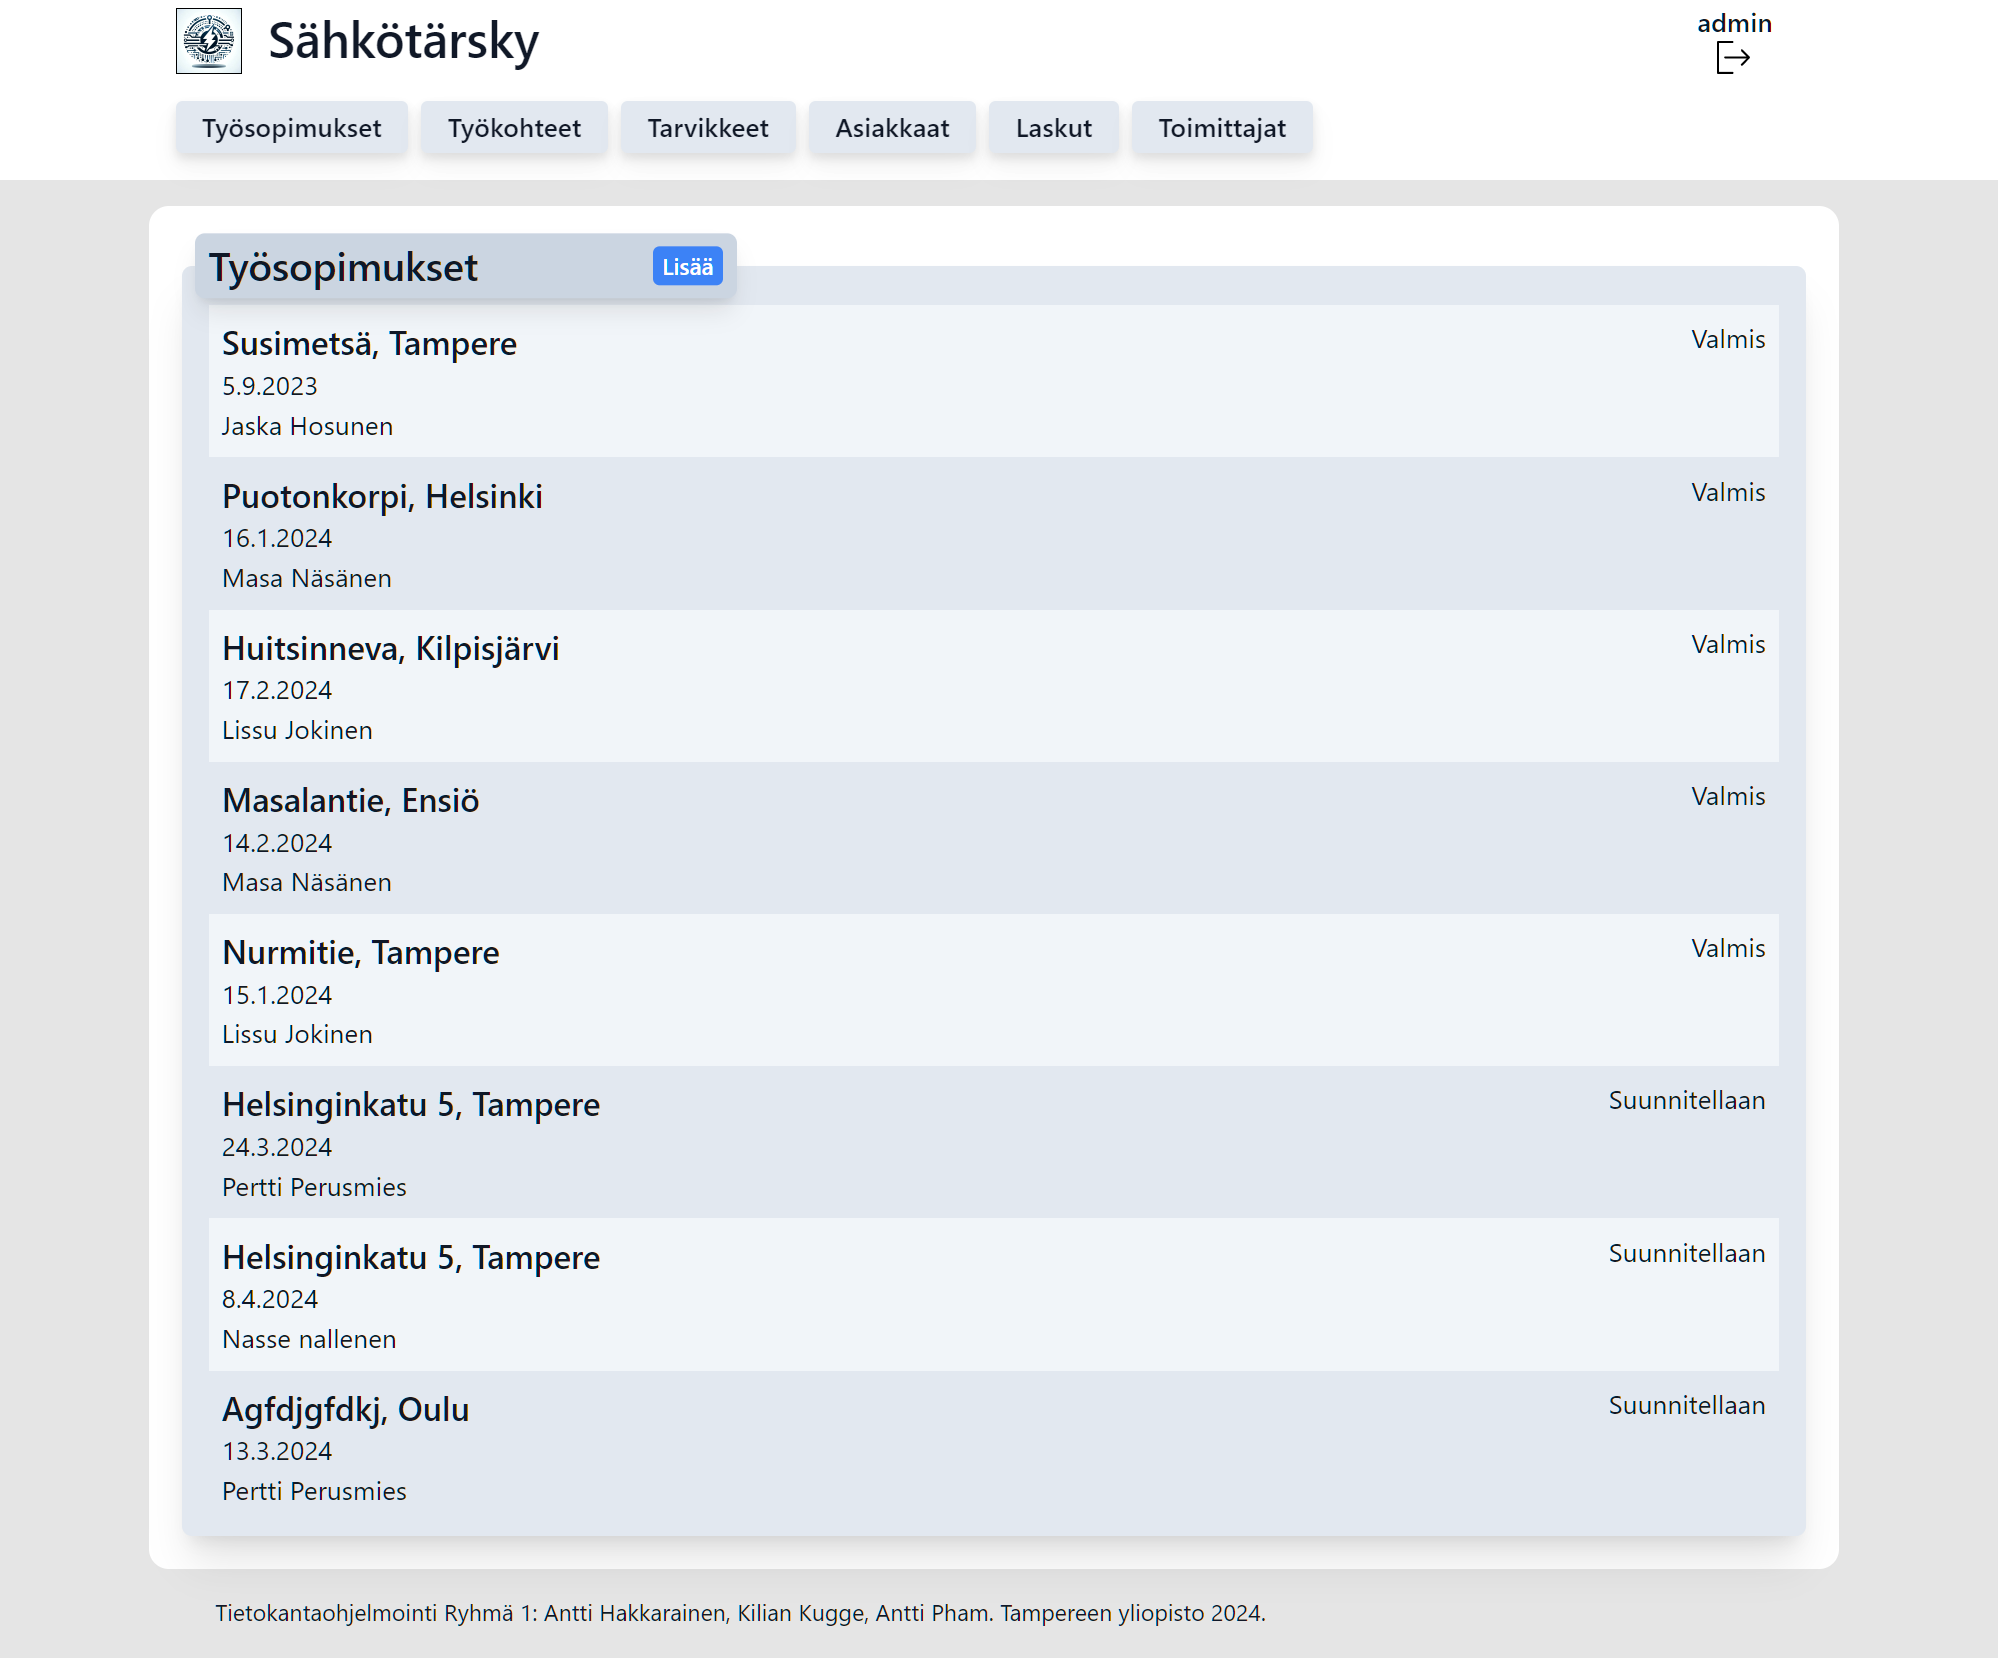 Sähkötärsky
admin
Työsopimukset Työkohteet Tarvikkeet Asiakkaat Laskut Toimittajat
Työsopimukset Lisää
Susimetsä, Tampere Valmis
5.9.2023
Jaska Hosunen
Puotonkorpi, Helsinki Valmis
16.1.2024
Masa Näsänen
Huitsinneva, Kilpisjärvi Valmis
17.2.2024
Lissu Jokinen
Masalantie, Ensiö Valmis
14.2.2024
Masa Näsänen
Nurmitie, Tampere Valmis
15.1.2024
Lissu Jokinen
Helsinginkatu 5, Tampere Suunnitellaan
24.3.2024
Pertti Perusmies
Helsinginkatu 5, Tampere Suunnitellaan
8.4.2024
Nasse nallenen
Agfdjgfdkj, Oulu Suunnitellaan
13.3.2024
Pertti Perusmies
Tietokantaohjelmointi Ryhmä 1: Antti Hakkarainen, Kilian Kugge, Antti Pham. Tampereen yliopisto 2024.